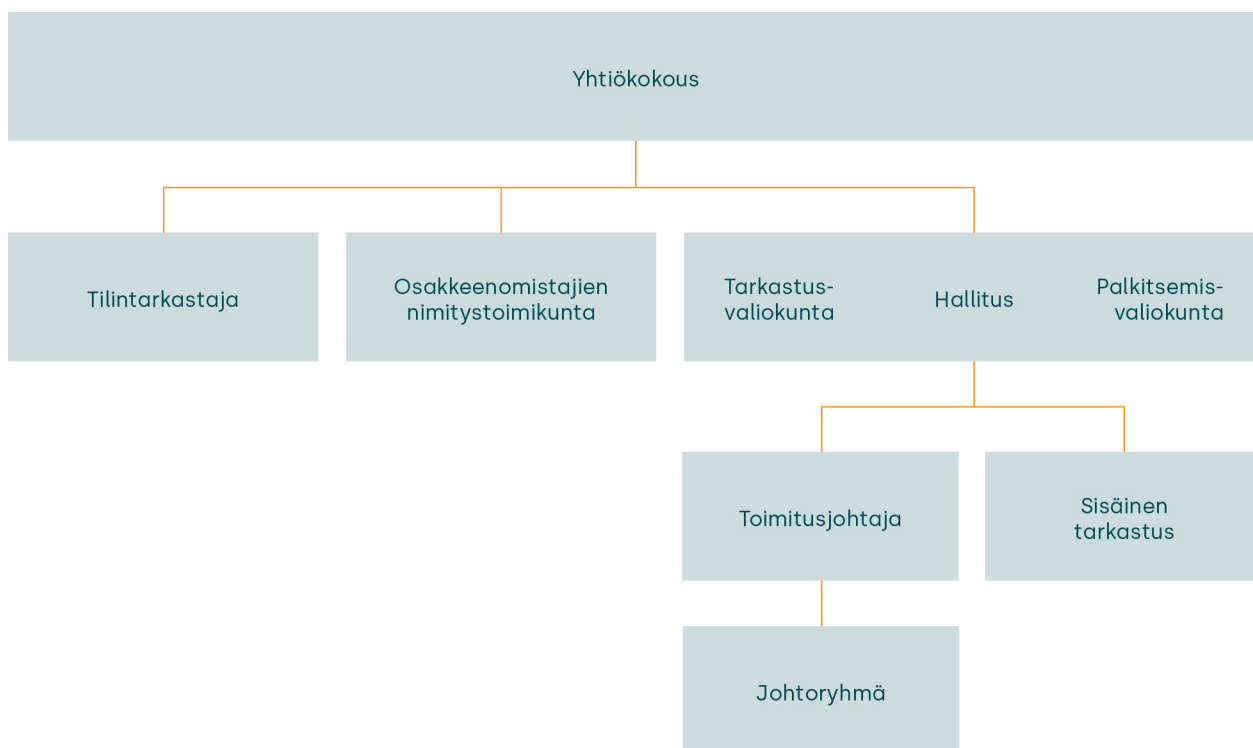 Yhtiökokous
Tilintarkastaja
Osakkeenomistajien
nimitystoimikunta
Tarkastus-
valiokunta
Hallitus
Palkitsemis-
valiokunta
Toimitusjohtaja
Sisäinen
tarkastus
Johtoryhmä